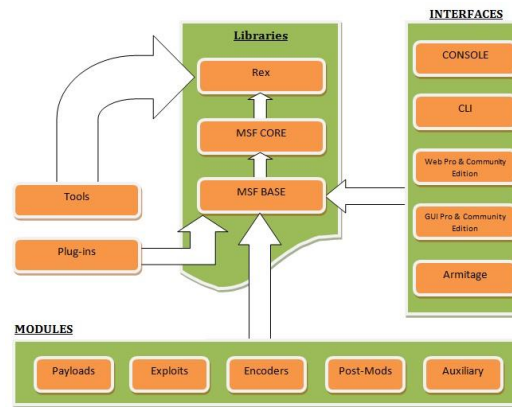 Libraries
Rex
MSF CORE
MSF BASE
Tools
Plug-ins
INTERFACES
CONSOLE
CLI
Web Pro & Community
Edition
GUI Pro & Community
Edition
Armitage
MODULES
Payloads
Exploits
Encoders
Post-Mods
Auxiliary